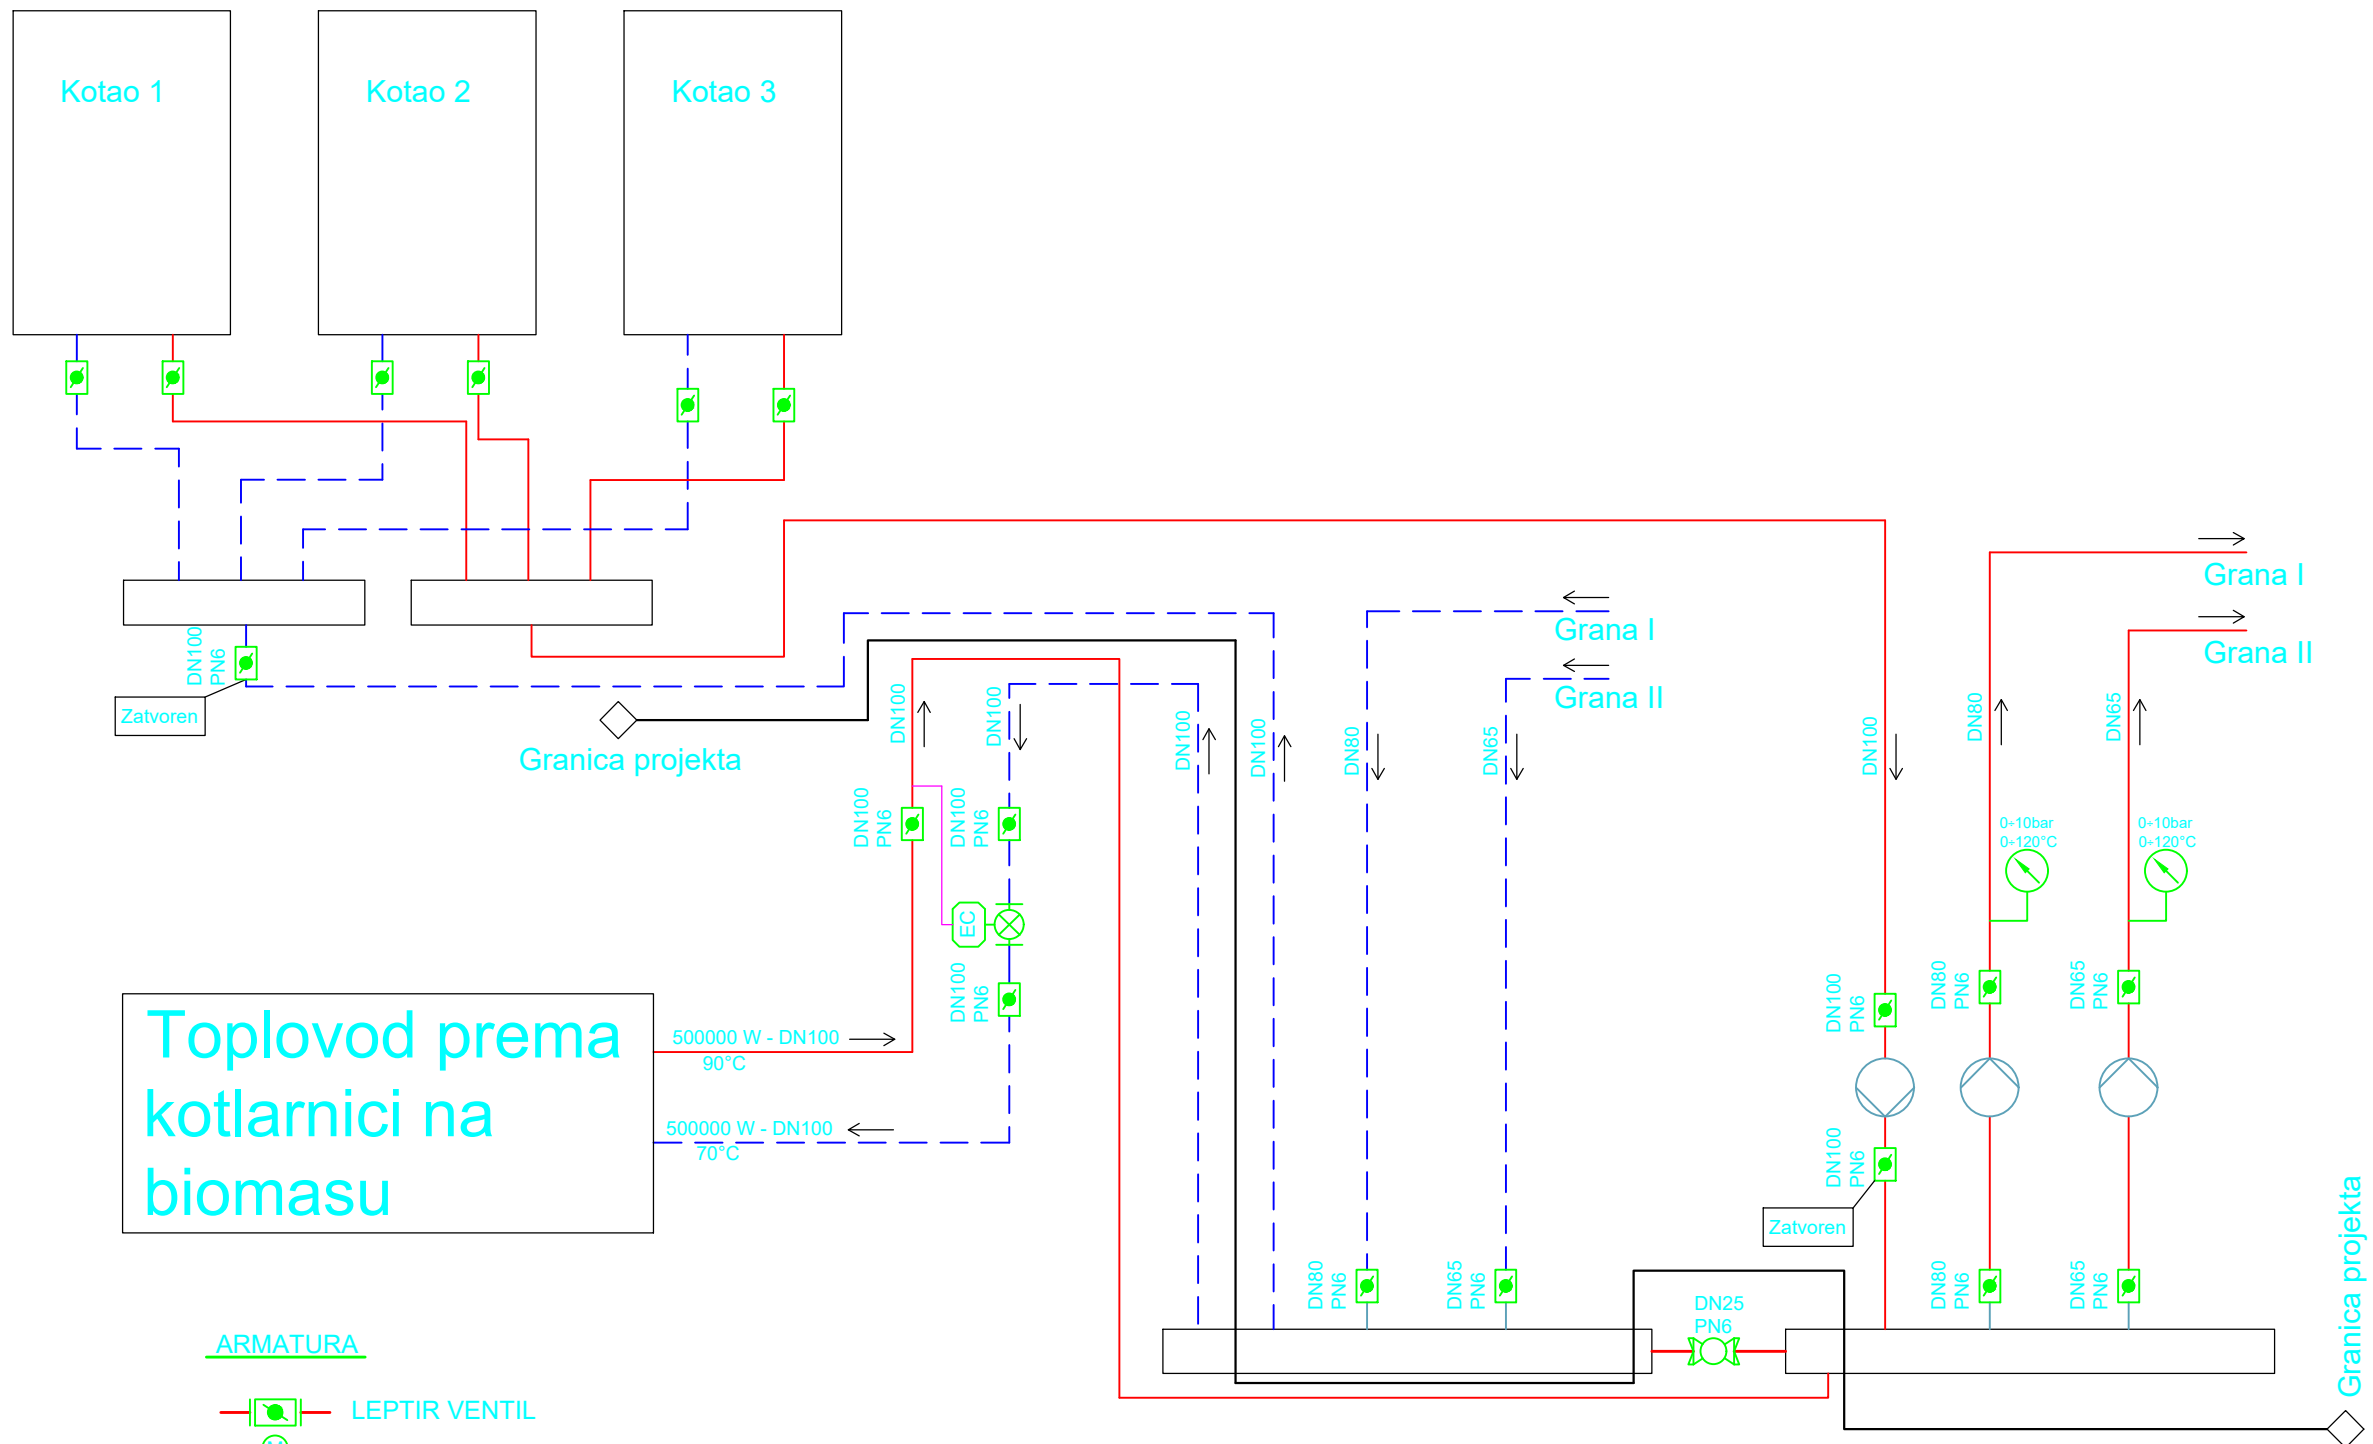 Kotao 1
Kotao 2
Kotao 3
DN100
PN6
Zatvoren
Granica projekta
Grana I
Grana II
Grana I
Grana II
DN100
DN100
DN100
DN100
DN80
DN65
DN100
DN80
DN65
DN100
PN6
DN100
PN6
0÷10bar
0÷120°C
0÷10bar
0÷120°C
EC
DN100
PN6
DN100
PN6
DN80
PN6
DN65
PN6
Toplovod prema
kotlarnici na
biomasu
500000 W - DN100
90°C
500000 W - DN100
70°C
DN100
PN6
Zatvoren
DN80
PN6
DN65
PN6
DN25
PN6
DN80
PN6
DN65
PN6
Granica projekta
ARMATURA
LEPTIR VENTIL